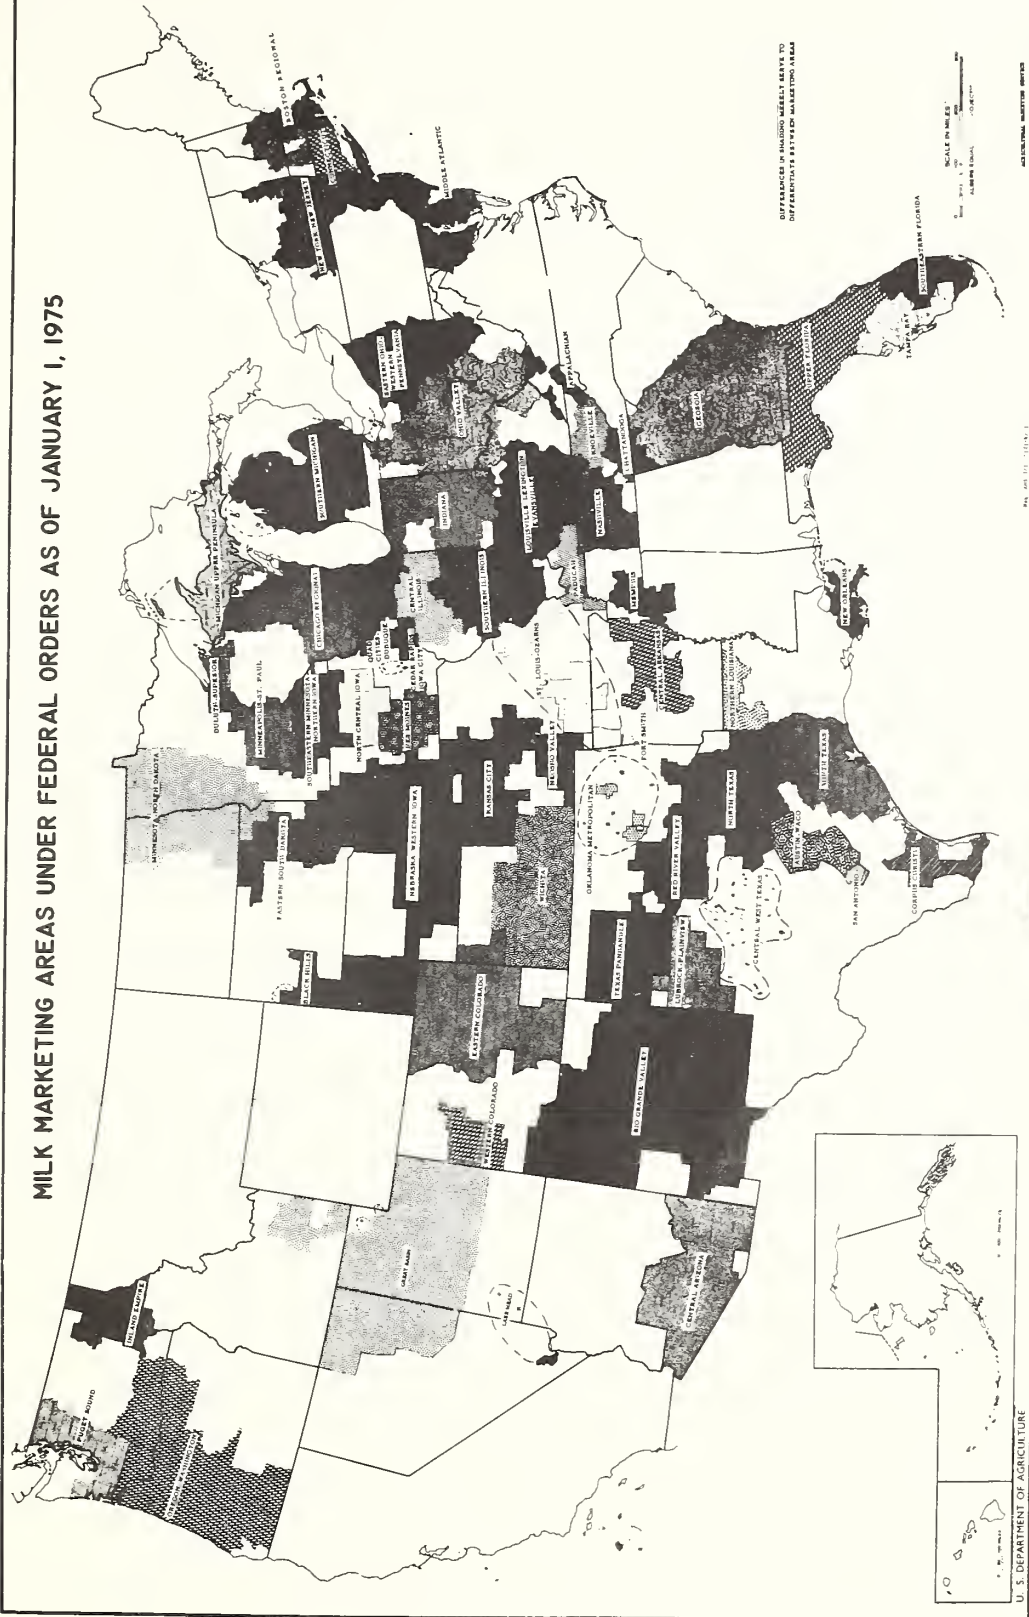 MILK MARKETING AREAS UNDER FEDERAL ORDERS AS OF JANUARY 1, 1975
PUGET SOUND
INLAND EMPIRE
OREGON-WASHINGTON
GREAT BASIN
LAKE MEAD
CENTRAL ARIZONA
WESTERN COLORADO
EASTERN COLORADO
RIO GRANDE VALLEY
BLACK HILLS
EASTERN SOUTH DAKOTA
MINNESOTA-NORTH DAKOTA
NEBRASKA WESTERN IOWA
KANSAS CITY
WICHITA
NEOSHO VALLEY
OKLAHOMA METROPOLITAN
TEXAS PANHANDLE
LUBBOCK-PLAINVIEW
RED RIVER VALLEY
CENTRAL WEST TEXAS
NORTH TEXAS
AUSTIN-WACO
SAN ANTONIO
SOUTH TEXAS
CORPUS CHRISTI
DULUTH-SUPERIOR
MINNEAPOLIS-ST. PAUL
SOUTHEASTERN MINNESOTA
NORTHERN IOWA
NORTH CENTRAL IOWA
DES MOINES
CEDAR RAPIDS
IOWA CITY
QUAD
CITIES
DUBUQUE
CHICAGO REGIONAL
MICHIGAN UPPER PENINSULA
SOUTHERN MICHIGAN
CENTRAL
ILLINOIS
SOUTHERN ILLINOIS
ST. LOUIS-OZARKS
FORT SMITH
CENTRAL ARKANSAS
NORTHERN LOUISIANA
NEW ORLEANS
MEMPHIS
PADUCAH
NASHVILLE
LOUISVILLE LEXINGTON
EVANSVILLE
INDIANA
OHIO VALLEY
EASTERN OHIO-
WESTERN
PENNSYLVANIA
KNOXVILLE
CHATTANOOGA
APPALACHIAN
GEORGIA
UPPER FLORIDA
TAMPA BAY
SOUTHEASTERN FLORIDA
NEW YORK NEW JERSEY
BOSTON REGIONAL
MIDDLE ATLANTIC
DIFFERENCES IN SHADING MERELY SERVE TO
DIFFERENTIATE BETWEEN MARKETING AREAS
SCALE IN MILES
U. S. DEPARTMENT OF AGRICULTURE